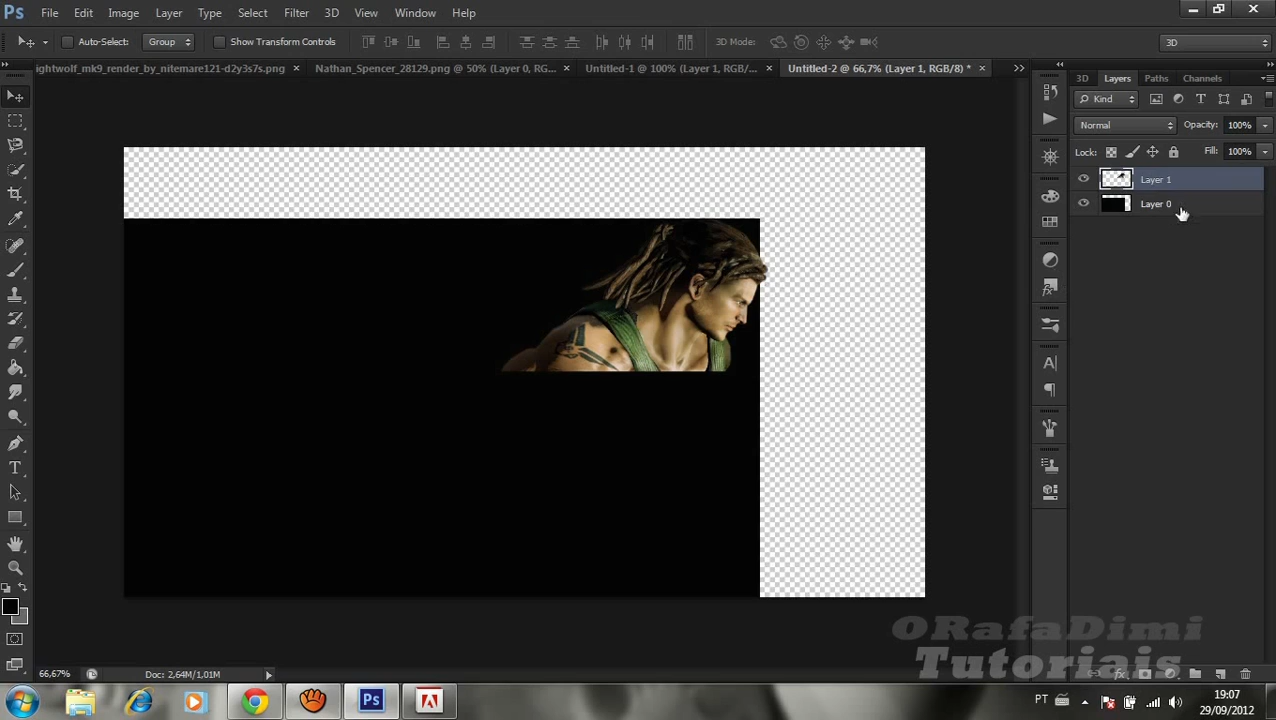 Ps File Edit Image Layer Type Select Filter 3D View Window Help
Auto-Select: Group Show Transform Controls 3D Mode: 3D
ightwolf_mk9_render_by_nitemare121-d2y3s7s.png × Nathan_Spencer_28129.png @ 50% (Layer 0, RG... × Untitled-1 @ 100% (Layer 1, RGB/... × Untitled-2 @ 66,7% (Layer 1, RGB/8) * ×
3D Layers Paths Channels
Kind
Normal Opacity: 100%
Lock: Fill: 100%
Layer 1
Layer 0
ORafaDimi
Tutoriais
66,67% Doc: 2,64M/1,01M
Ps
PT
19:07
29/09/2012